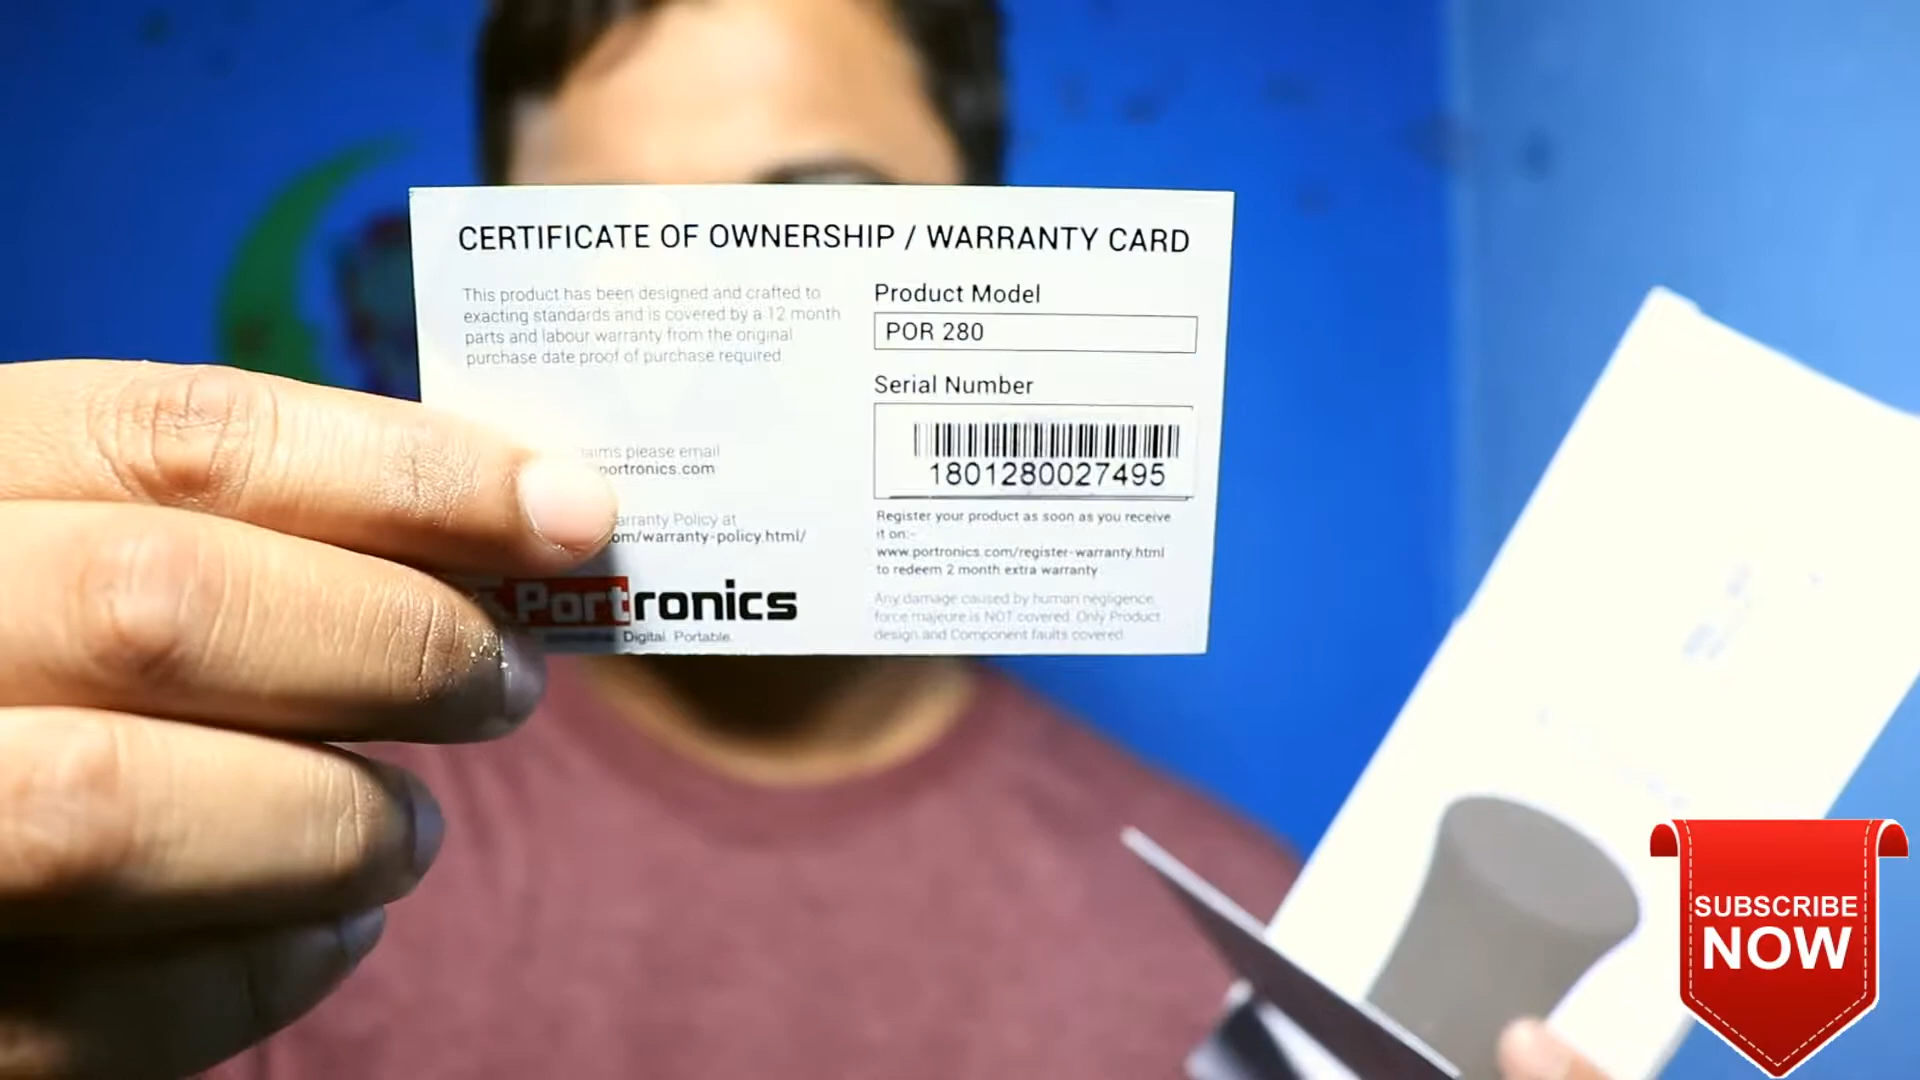 CERTIFICATE OF OWNERSHIP / WARRANTY CARD
This product has been designed and crafted to
exacting standards and is covered by a 12 month
parts and labour warranty from the original
purchase date proof of purchase required
please email
portronics.com
Policy at
om/warranty-policy.html/
Portronics
Digital. Portable.
Product Model
POR 280
Serial Number
1801280027495
Register your product as soon as you receive
it on:-
www.portronics.com/register-warranty.html
to redeem 2 month extra warranty
Any damage caused by human negligence
force majeure is NOT covered. Only Product
design and Component faults covered.
SUBSCRIBE
NOW